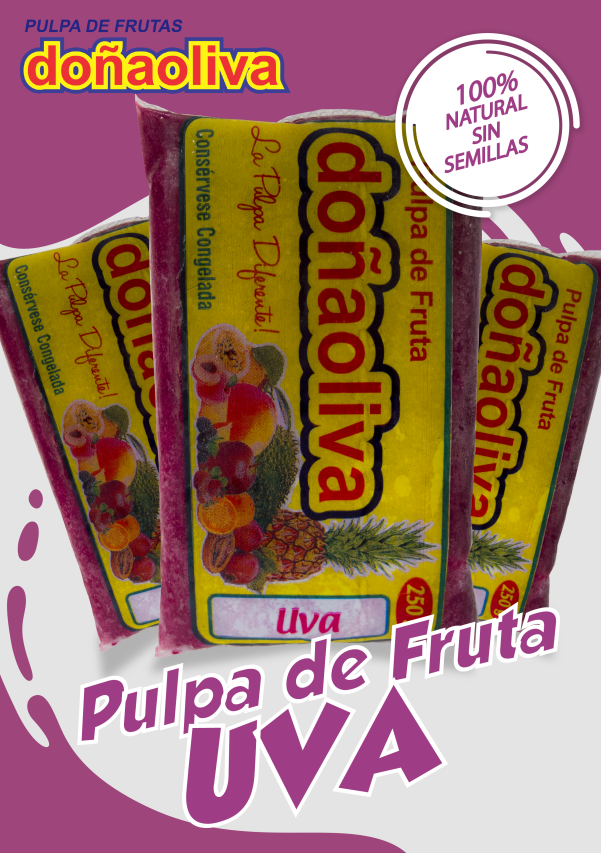 PULPA DE FRUTAS
doñaoliva
100%
NATURAL
SIN
SEMILLAS
Pulpa de Fruta
doñaoliva
La Pulpa Diferente!
Consérvese Congelada
250
Uva
La Pulpa Diferente!
Consérvese Congelada
Pulpa de Fruta
doñaoliva
250 g
Pulpa de Fruta
UVA